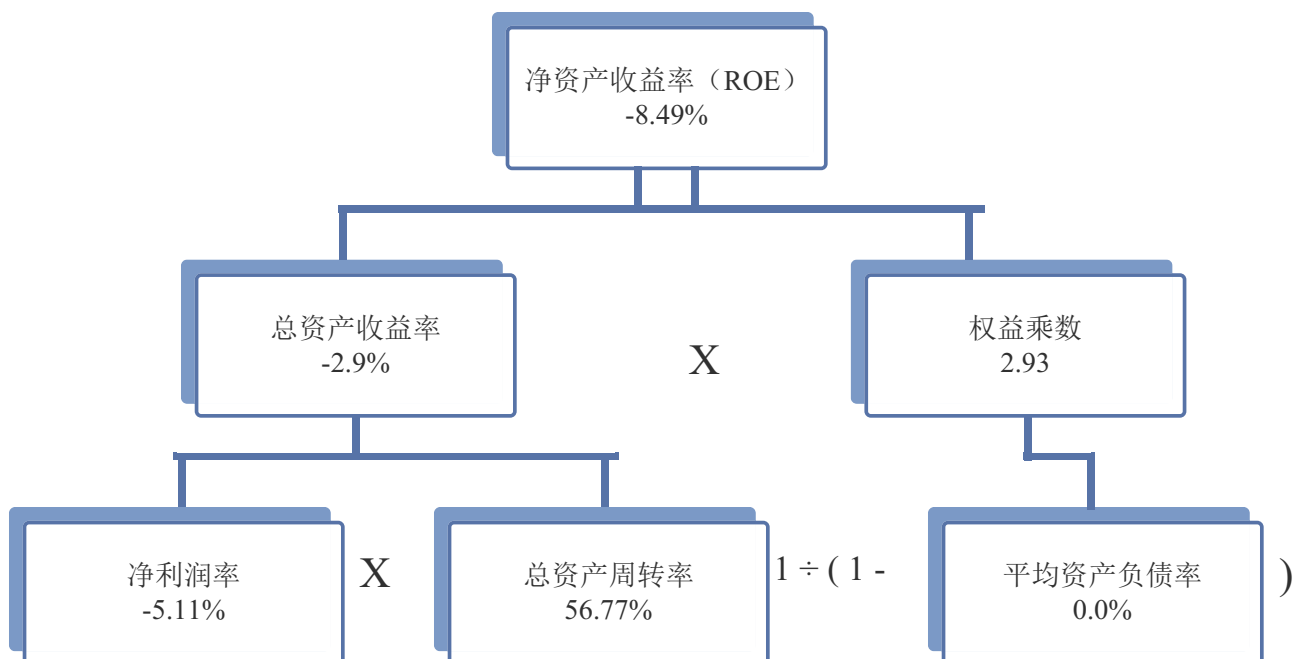 净资产收益率（ROE）
-8.49%
总资产收益率
-2.9%
X
权益乘数
2.93
净利润率
-5.11%
X
总资产周转率
56.77%
1 ÷ ( 1 -
平均资产负债率
0.0%
)